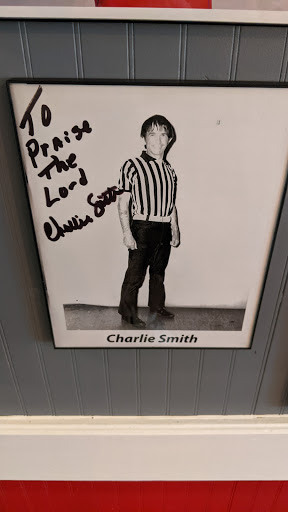 To
Praise
The
Lord
Charlie Smith
Charlie Smith